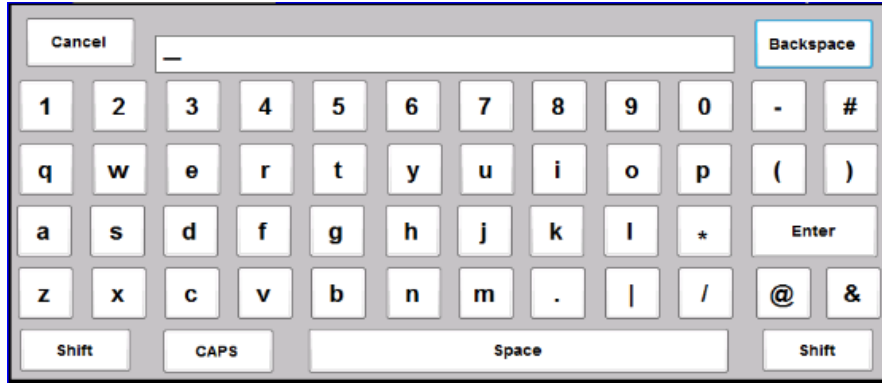 Cancel _ Backspace
1 2 3 4 5 6 7 8 9 0 - #
q w e r t y u i o p ( )
a s d f g h j k l * Enter
z x c v b n m . | / @ &
Shift CAPS Space Shift